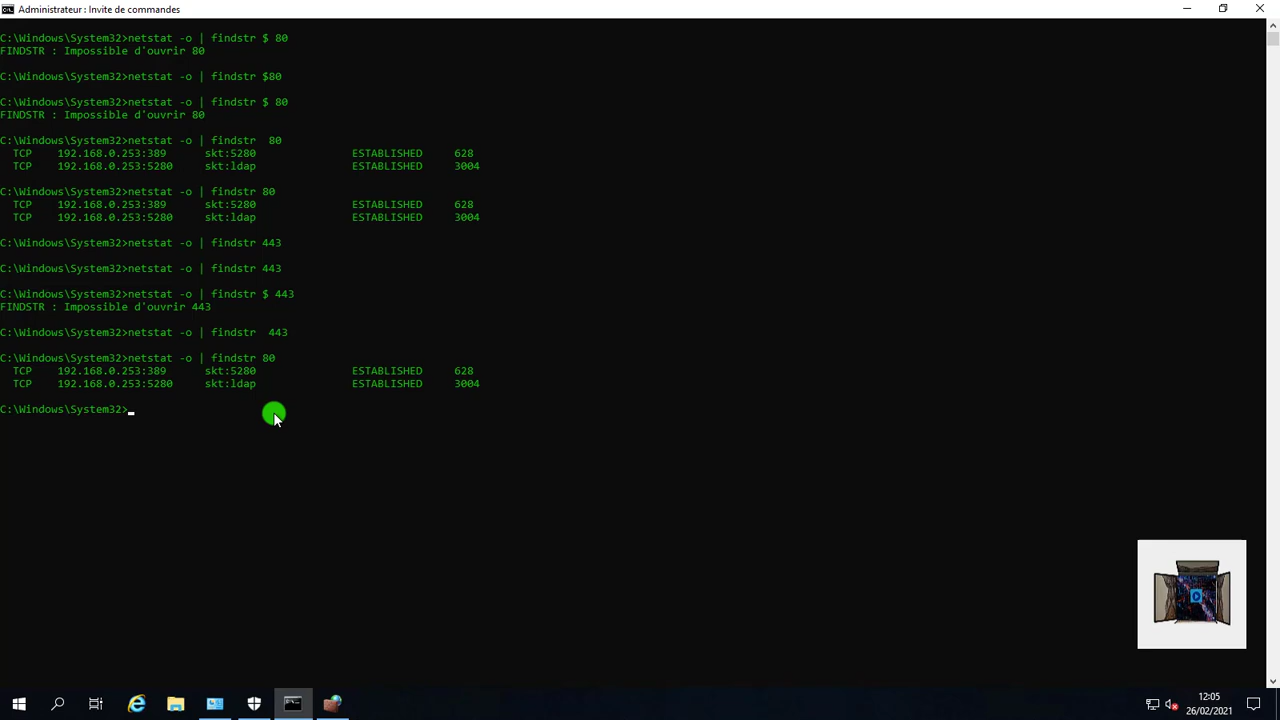 Administrateur : Invite de commandes
C:\Windows\System32>netstat -o | findstr $ 80
FINDSTR : Impossible d'ouvrir 80
C:\Windows\System32>netstat -o | findstr $80
C:\Windows\System32>netstat -o | findstr $ 80
FINDSTR : Impossible d'ouvrir 80
C:\Windows\System32>netstat -o | findstr  80
  TCP    192.168.0.253:389      skt:5280               ESTABLISHED     628
  TCP    192.168.0.253:5280     skt:ldap               ESTABLISHED     3004
C:\Windows\System32>netstat -o | findstr 80
  TCP    192.168.0.253:389      skt:5280               ESTABLISHED     628
  TCP    192.168.0.253:5280     skt:ldap               ESTABLISHED     3004
C:\Windows\System32>netstat -o | findstr 443
C:\Windows\System32>netstat -o | findstr 443
C:\Windows\System32>netstat -o | findstr $ 443
FINDSTR : Impossible d'ouvrir 443
C:\Windows\System32>netstat -o | findstr  443
C:\Windows\System32>netstat -o | findstr 80
  TCP    192.168.0.253:389      skt:5280               ESTABLISHED     628
  TCP    192.168.0.253:5280     skt:ldap               ESTABLISHED     3004
C:\Windows\System32>
12:05
26/02/2021